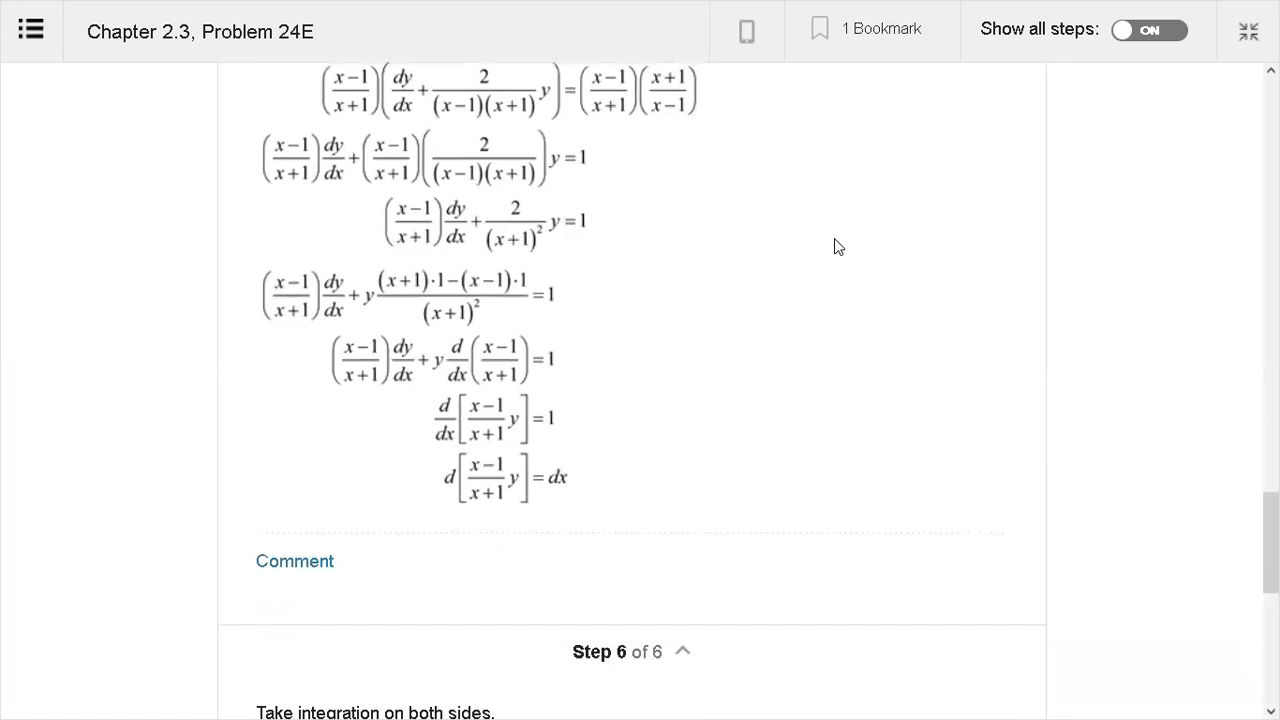 Chapter 2.3, Problem 24E
1 Bookmark
Show all steps: ON
((x−1)/(x+1))(dy/dx + 2/((x−1)(x+1)) y) = ((x−1)/(x+1))((x+1)/(x−1))
((x−1)/(x+1)) dy/dx + ((x−1)/(x+1))(2/((x−1)(x+1))) y = 1
((x−1)/(x+1)) dy/dx + 2/(x+1)² y = 1
((x−1)/(x+1)) dy/dx + y ((x+1)·1−(x−1)·1)/(x+1)² = 1
((x−1)/(x+1)) dy/dx + y d/dx((x−1)/(x+1)) = 1
d/dx[(x−1)/(x+1) y] = 1
d[(x−1)/(x+1) y] = dx
Comment
Step 6 of 6
Take integration on both sides.